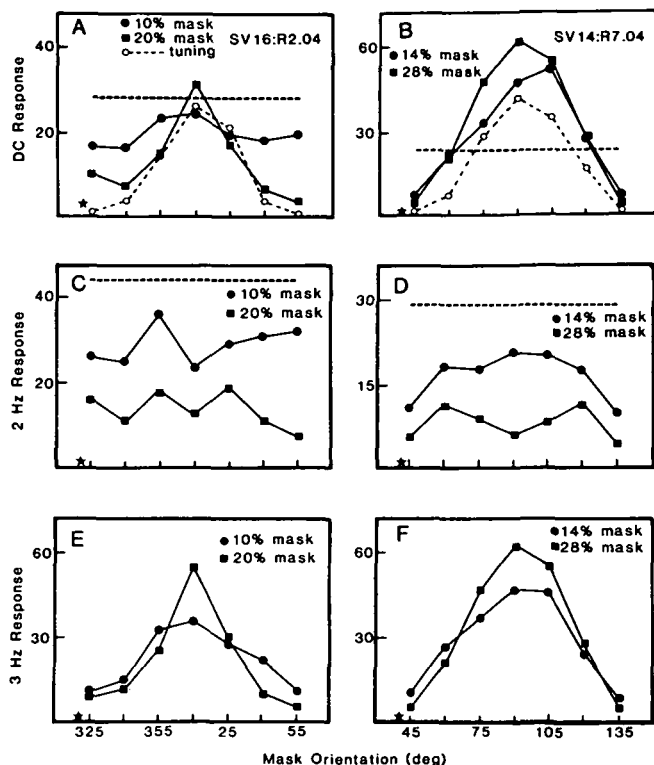 A
10% mask
20% mask
tuning
SV16:R2.04
40
20
0
DC Response
B
SV14:R7.04
14% mask
28% mask
60
30
0
C
10% mask
20% mask
40
20
2 Hz Response
D
14% mask
28% mask
30
15
E
10% mask
20% mask
60
30
3 Hz Response
325 355 25 55
F
14% mask
28% mask
60
30
45 75 105 135
Mask Orientation (deg)